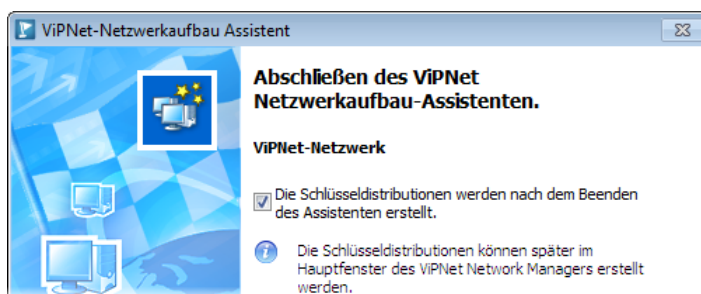 ViPNet-Netzwerkaufbau Assistent
Abschließen des ViPNet
Netzwerkaufbau-Assistenten.
ViPNet-Netzwerk
Die Schlüsseldistributionen werden nach dem Beenden
des Assistenten erstellt.
Die Schlüsseldistributionen können später im
Hauptfenster des ViPNet Network Managers erstellt
werden.